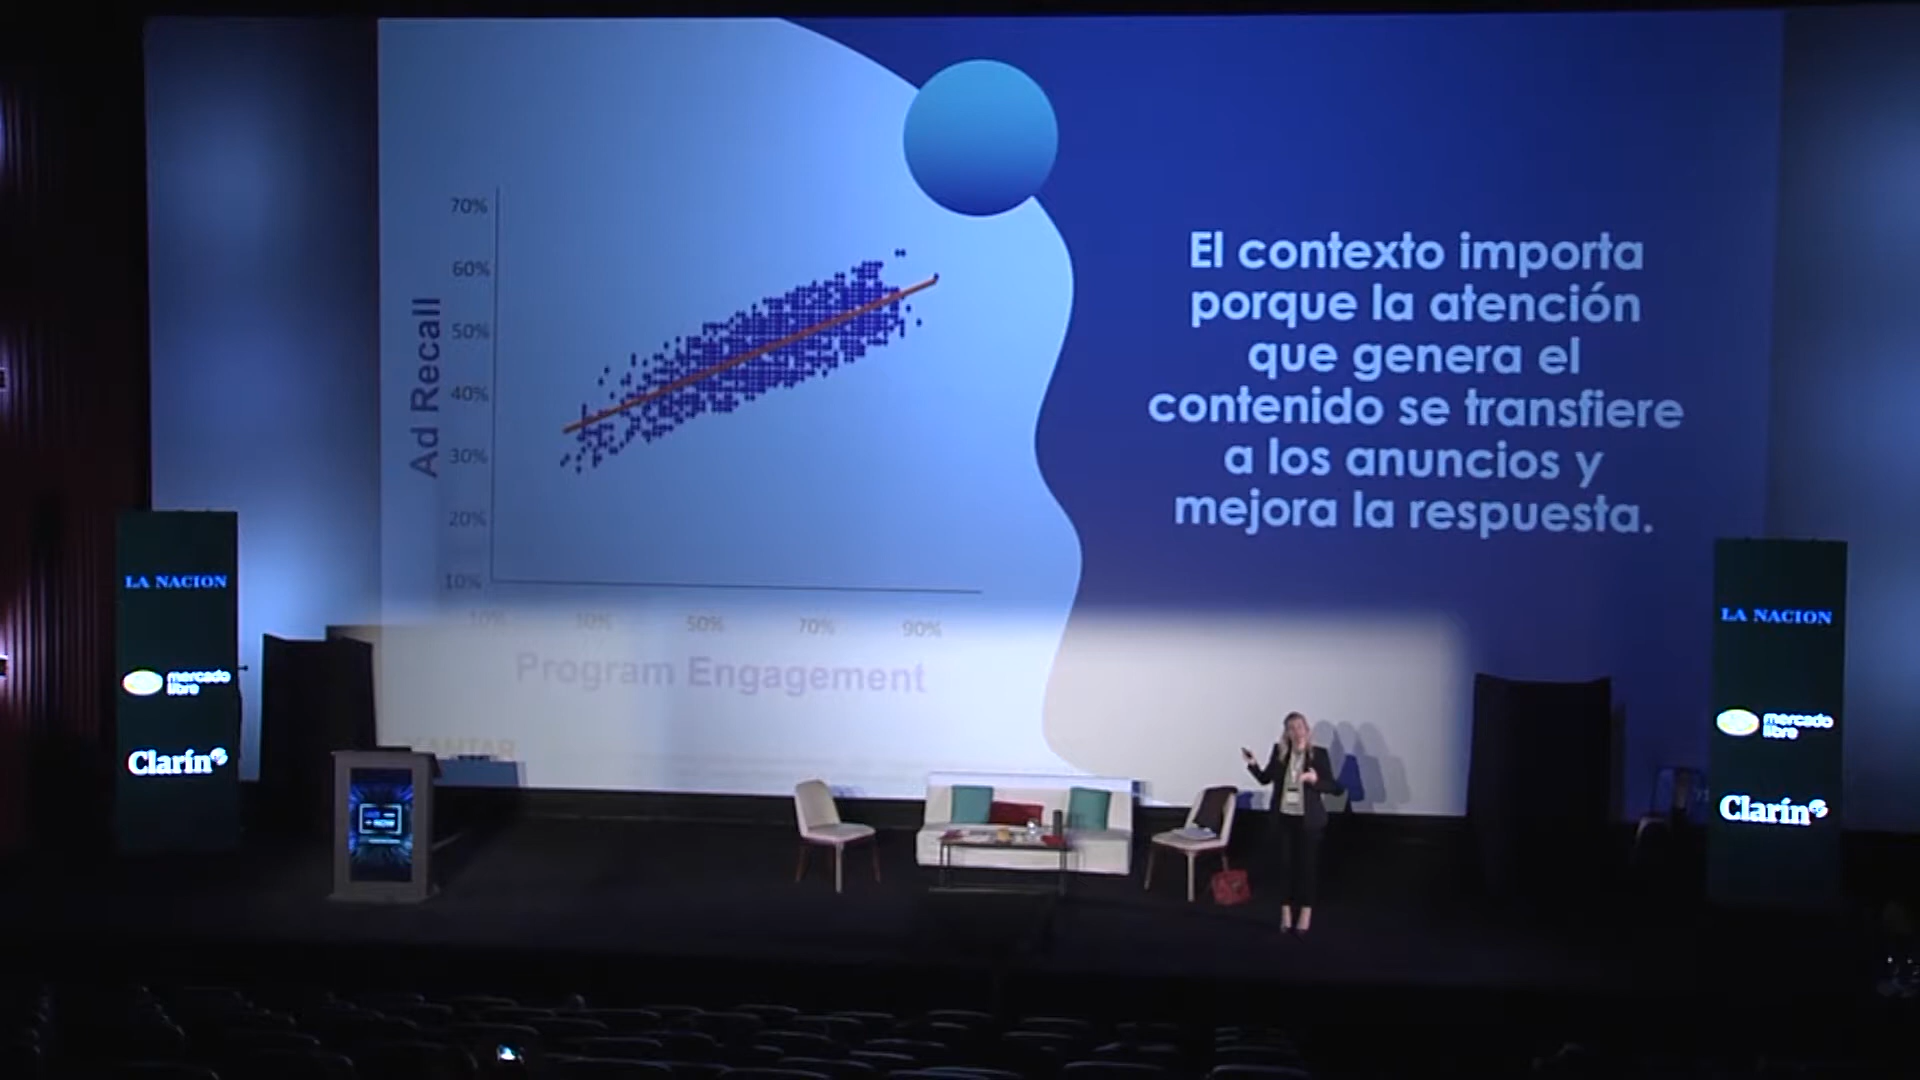 70%
60%
50%
40%
30%
20%
10%
Ad Recall
10%
30%
50%
70%
90%
Program Engagement
KANTAR
El contexto importa
porque la atención
que genera el
contenido se transfiere
a los anuncios y
mejora la respuesta.
LA NACION
mercado
libre
Clarín
LA NACION
mercado
libre
Clarín